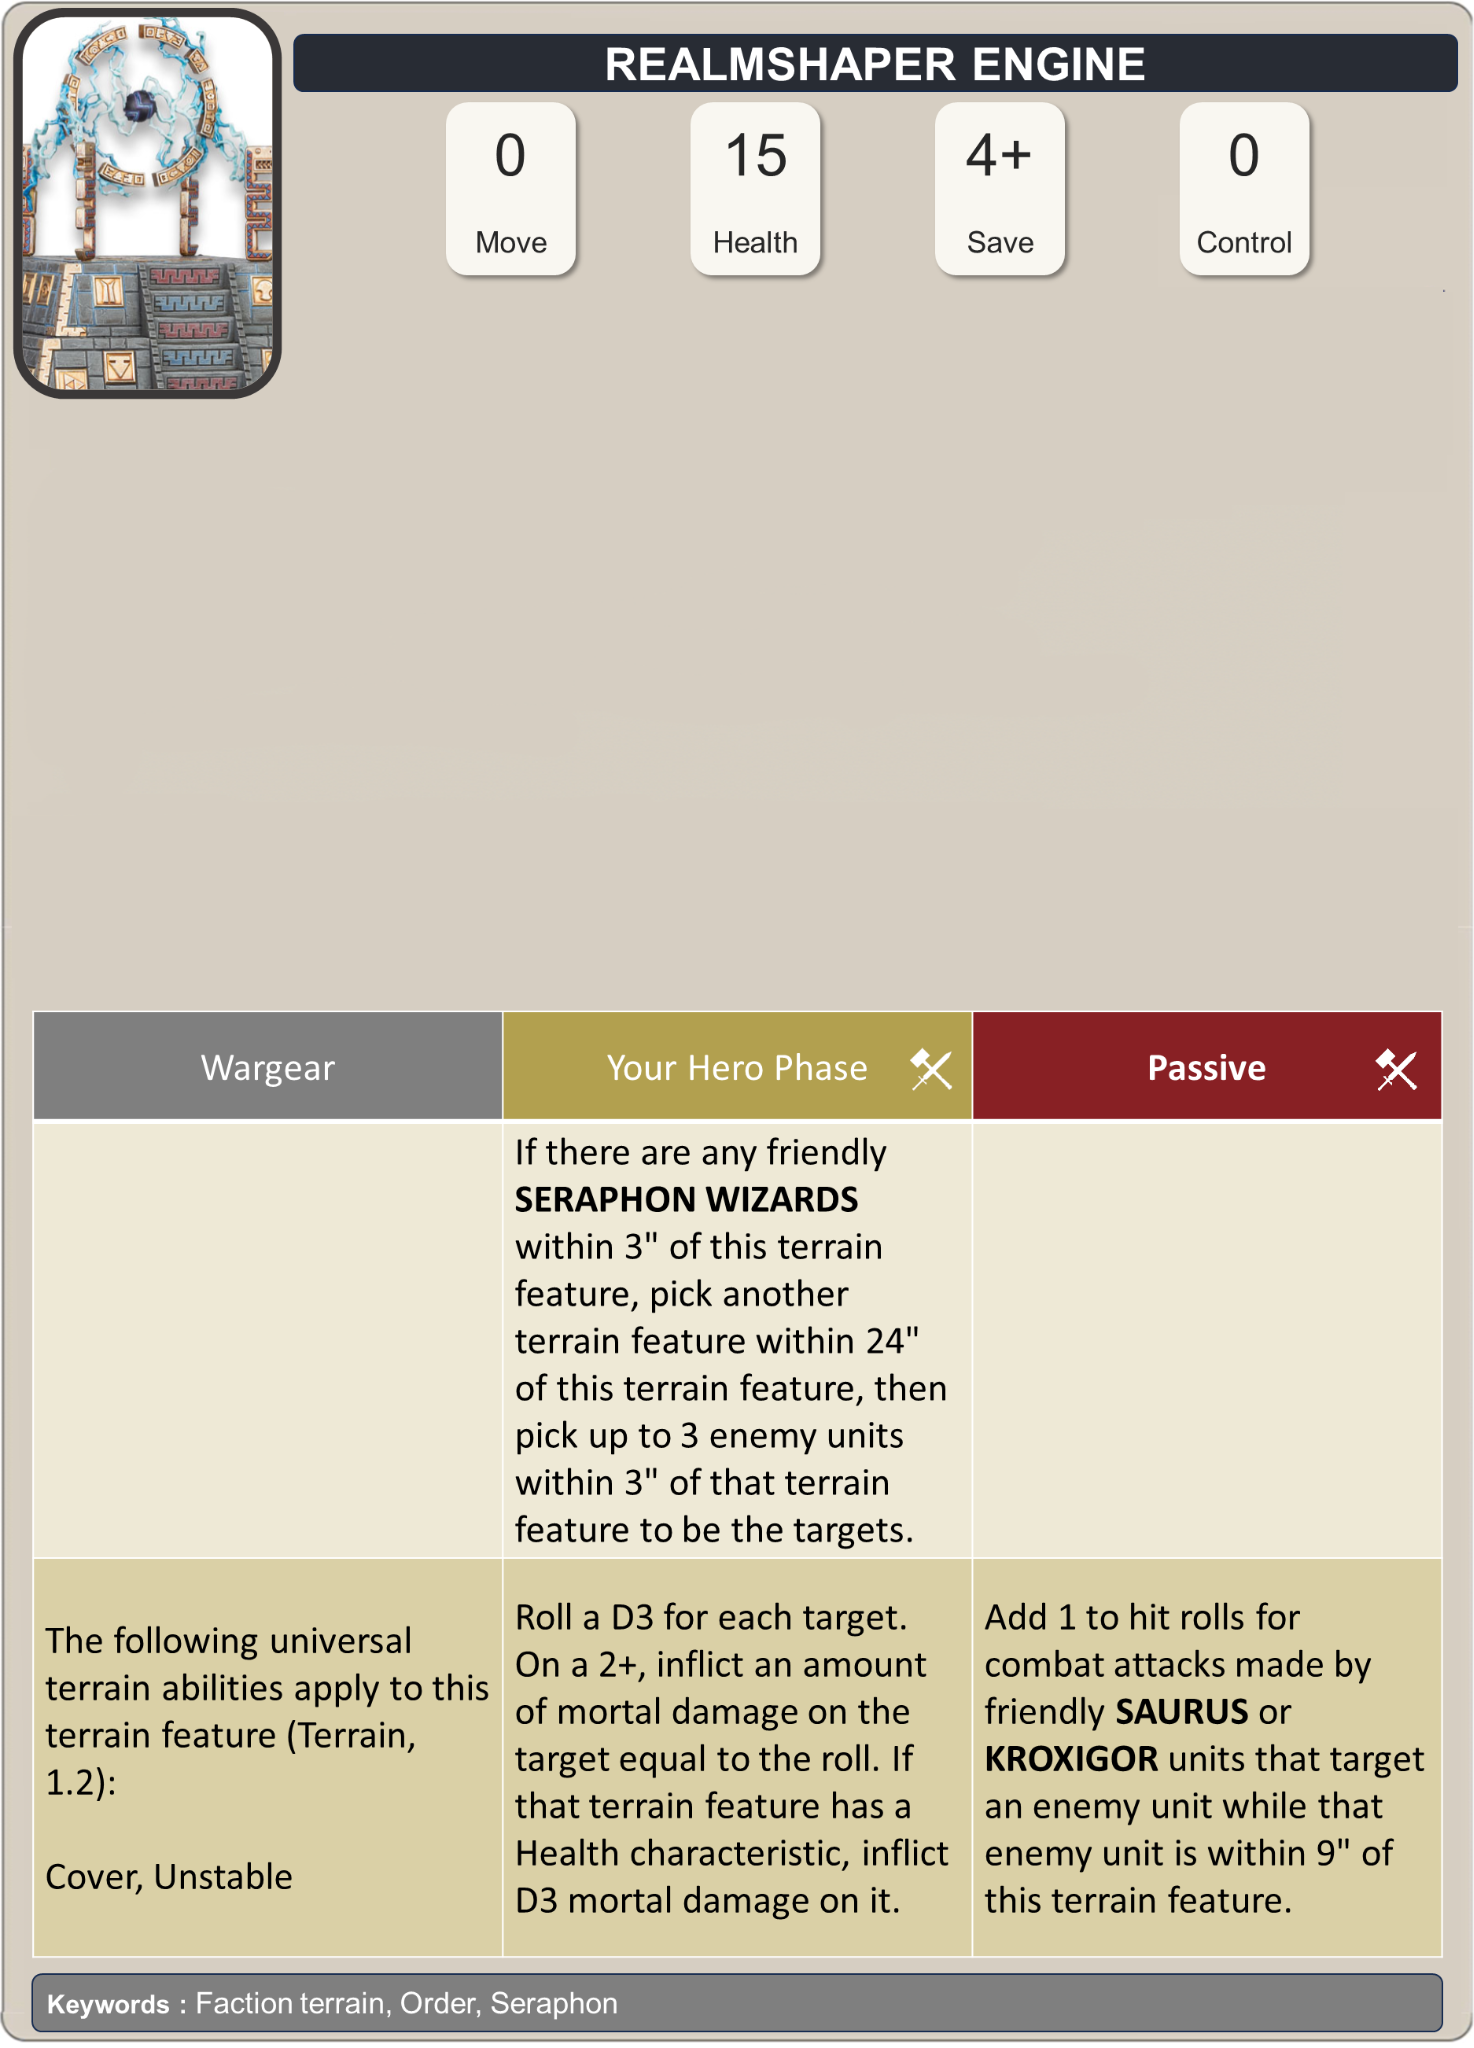 REALMSHAPER ENGINE
0
Move
15
Health
4+
Save
0
Control
Wargear
Your Hero Phase
Passive
If there are any friendly
SERAPHON WIZARDS
within 3" of this terrain
feature, pick another
terrain feature within 24"
of this terrain feature, then
pick up to 3 enemy units
within 3" of that terrain
feature to be the targets.
The following universal
terrain abilities apply to this
terrain feature (Terrain,
1.2):
Cover, Unstable
Roll a D3 for each target.
On a 2+, inflict an amount
of mortal damage on the
target equal to the roll. If
that terrain feature has a
Health characteristic, inflict
D3 mortal damage on it.
Add 1 to hit rolls for
combat attacks made by
friendly SAURUS or
KROXIGOR units that target
an enemy unit while that
enemy unit is within 9" of
this terrain feature.
Keywords : Faction terrain, Order, Seraphon